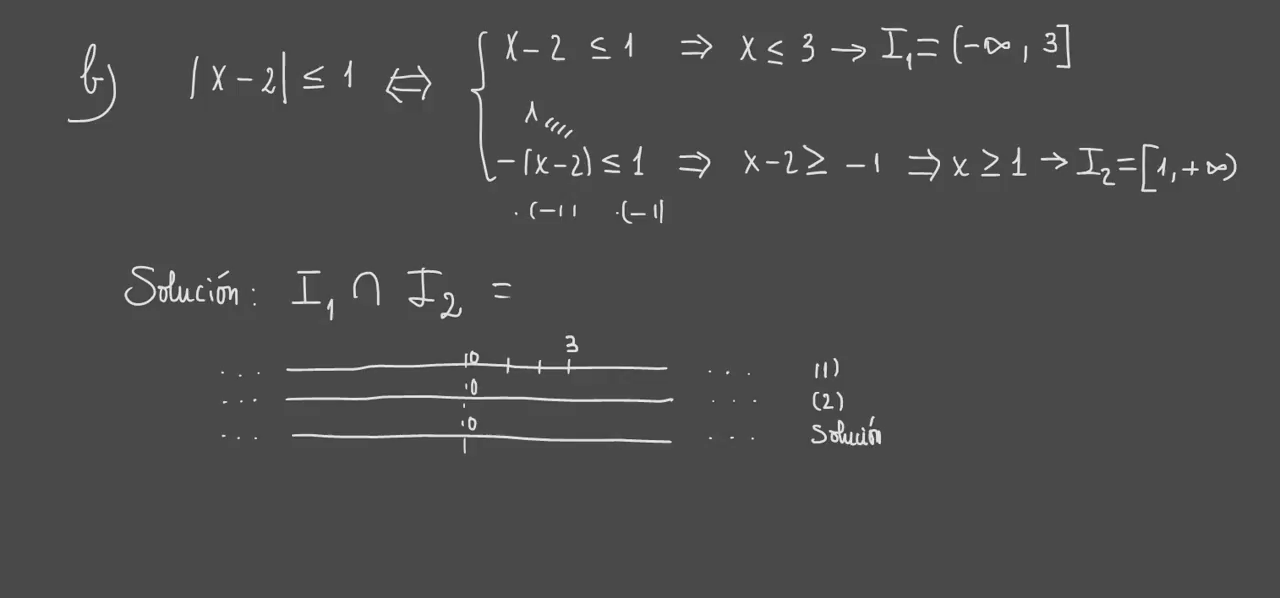 b) |x-2| ≤ 1 ⇔ { x-2 ≤ 1 ⇒ x ≤ 3 → I₁ = (-∞, 3]
∧
-(x-2) ≤ 1 ⇒ x-2 ≥ -1 ⇒ x ≥ 1 → I₂ = [1, +∞)
·(-1) ·(-1)
Solución: I₁ ∩ I₂ =
3
... 0 ... (1)
... 0 ... (2)
... 0 ... Solución